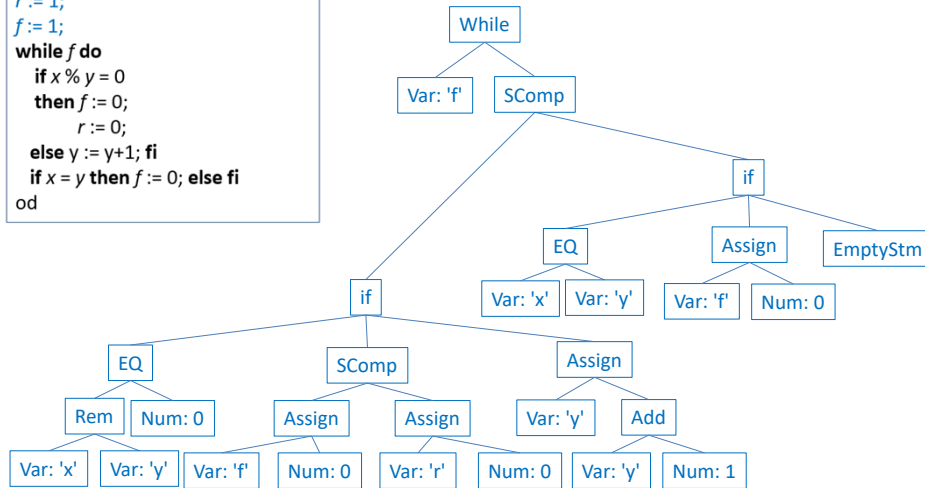 r := 1;
f := 1;
while f do
if x % y = 0
then f := 0;
r := 0;
else y := y+1; fi
if x = y then f := 0; else fi
od
While
Var: 'f'
SComp
if
EQ
Assign
EmptyStm
Var: 'x'
Var: 'y'
Var: 'f'
Num: 0
if
EQ
SComp
Assign
Rem
Num: 0
Assign
Assign
Var: 'y'
Add
Var: 'x'
Var: 'y'
Var: 'f'
Num: 0
Var: 'r'
Num: 0
Var: 'y'
Num: 1